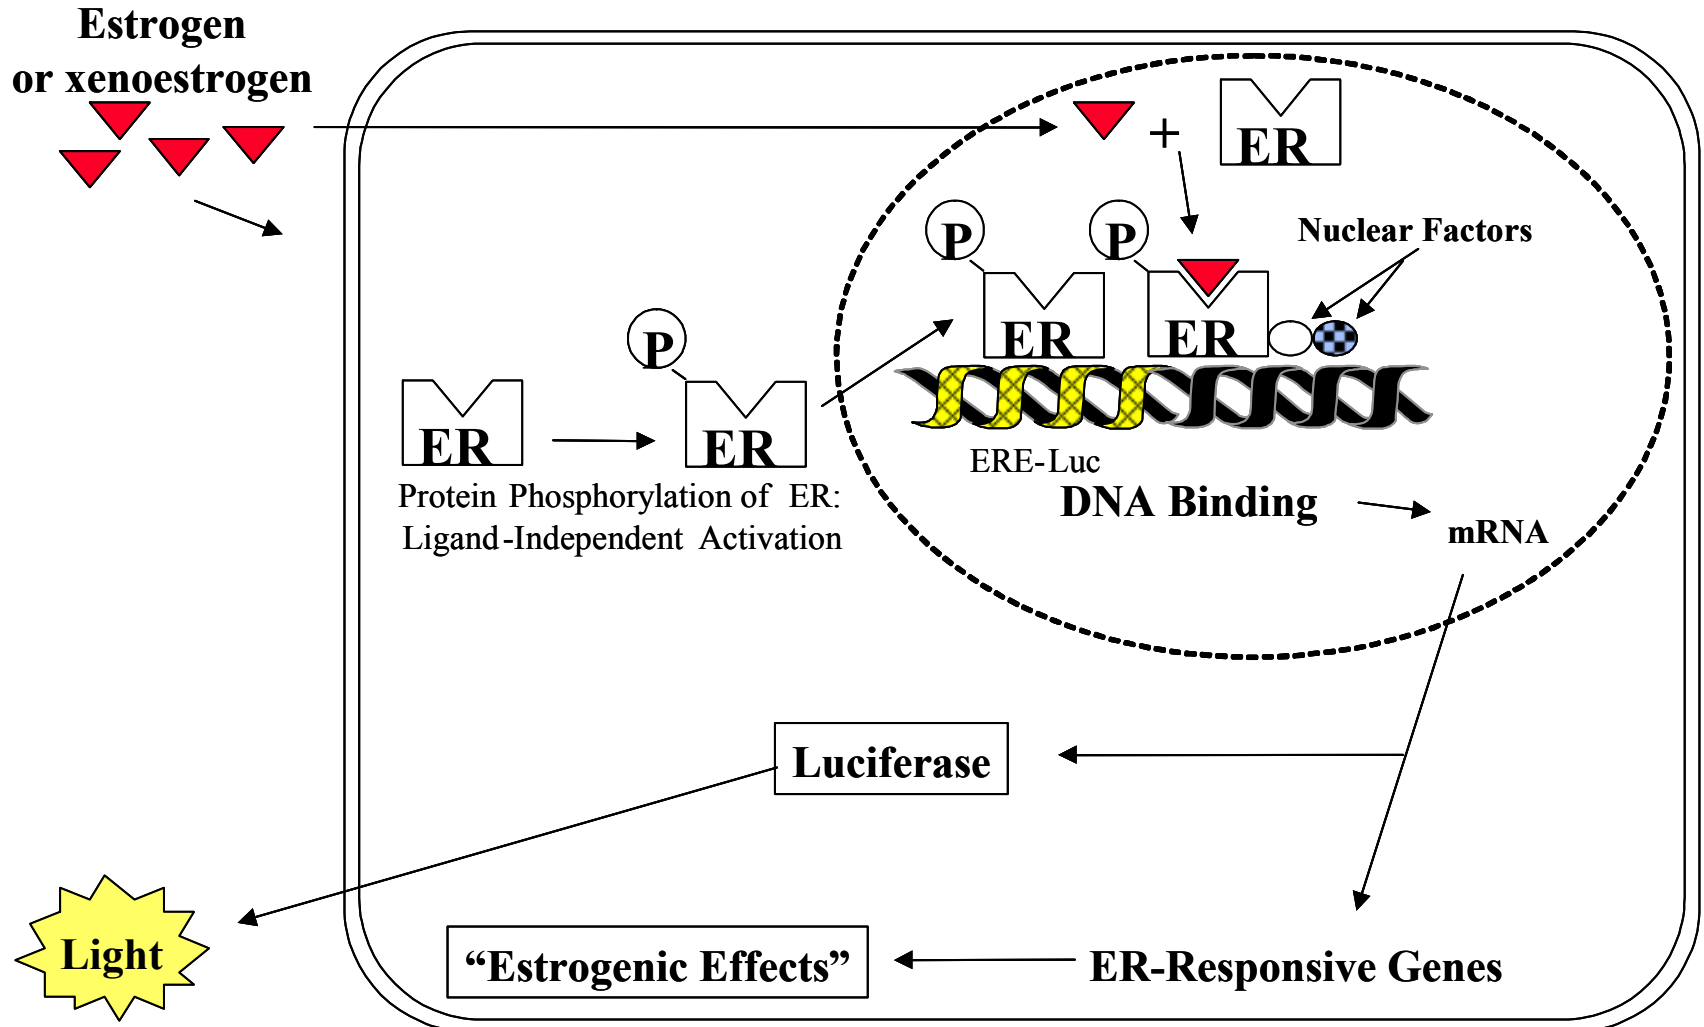 Estrogen
or xenoestrogen
+
ER
P
P
Nuclear Factors
ER
ER
P
ER
ER
ERE-Luc
Protein Phosphorylation of ER:
Ligand-Independent Activation
DNA Binding
mRNA
Luciferase
Light
“Estrogenic Effects”
ER-Responsive Genes